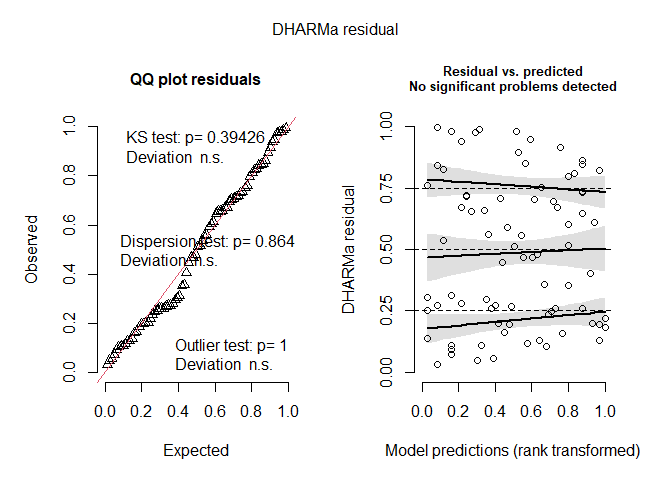 DHARMa residual
QQ plot residuals
KS test: p= 0.39426
Deviation n.s.
Dispersion test: p= 0.864
Deviation n.s.
Outlier test: p= 1
Deviation n.s.
Observed
0.0 0.2 0.4 0.6 0.8 1.0
0.0 0.2 0.4 0.6 0.8 1.0
Expected
Residual vs. predicted
No significant problems detected
DHARMa residual
0.00 0.25 0.50 0.75 1.00
0.0 0.2 0.4 0.6 0.8 1.0
Model predictions (rank transformed)